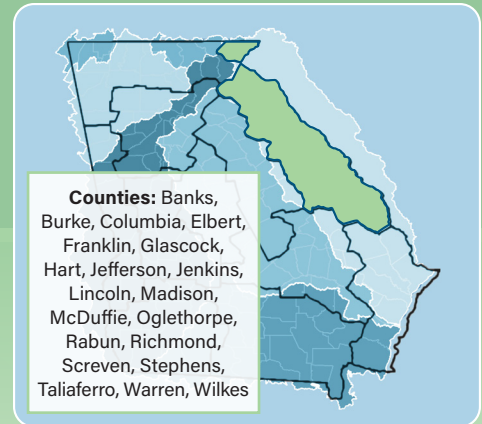 Counties: Banks,
Burke, Columbia, Elbert,
Franklin, Glascock,
Hart, Jefferson, Jenkins,
Lincoln, Madison,
McDuffie, Oglethorpe,
Rabun, Richmond,
Screven, Stephens,
Taliaferro, Warren, Wilkes